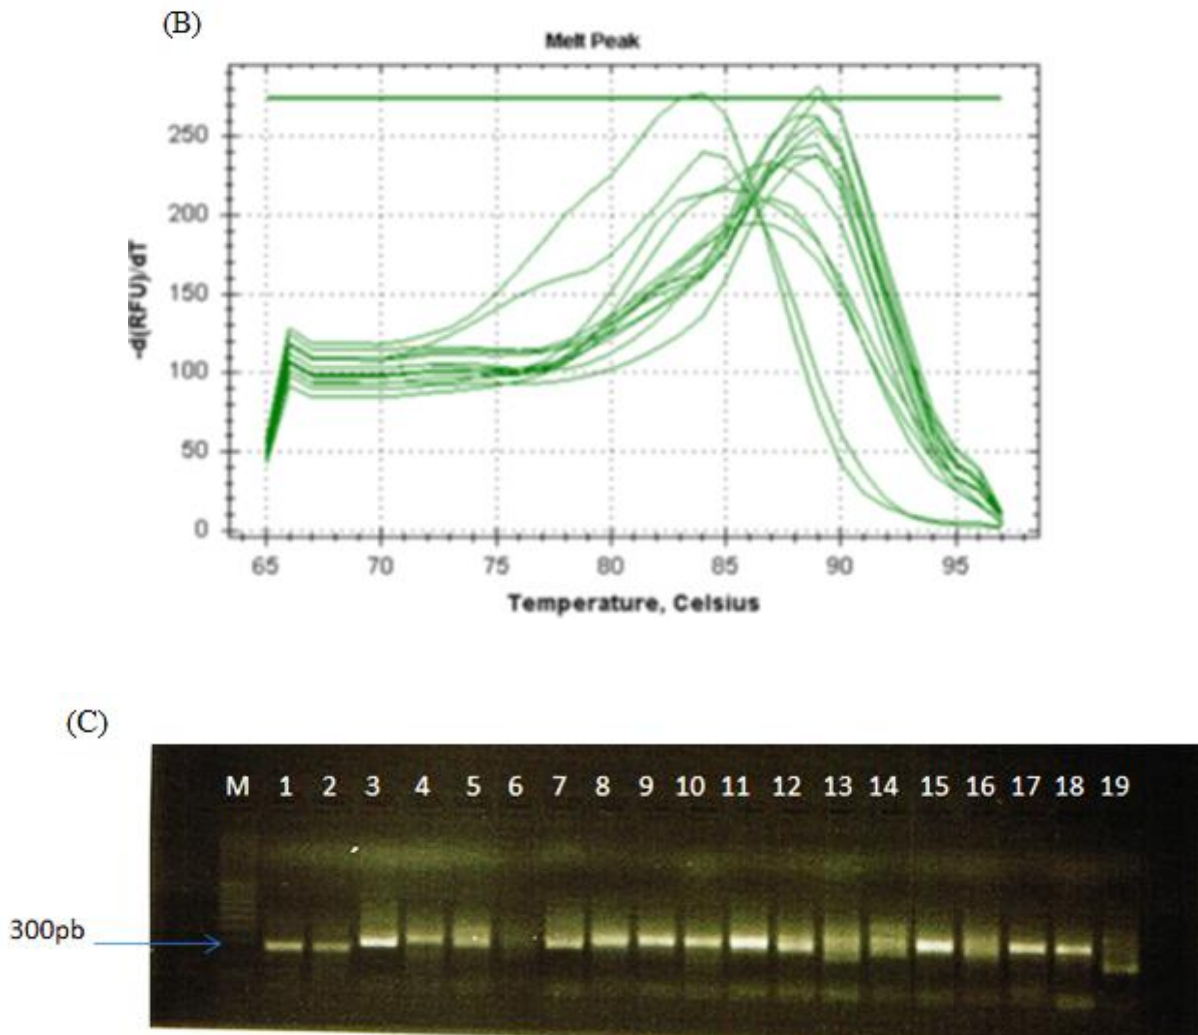 (B)
Melt Peak
250
200
150
100
50
0
-d(RFU)/dT
65 70 75 80 85 90 95
Temperature, Celsius
(C)
M 1 2 3 4 5 6 7 8 9 10 11 12 13 14 15 16 17 18 19
300pb